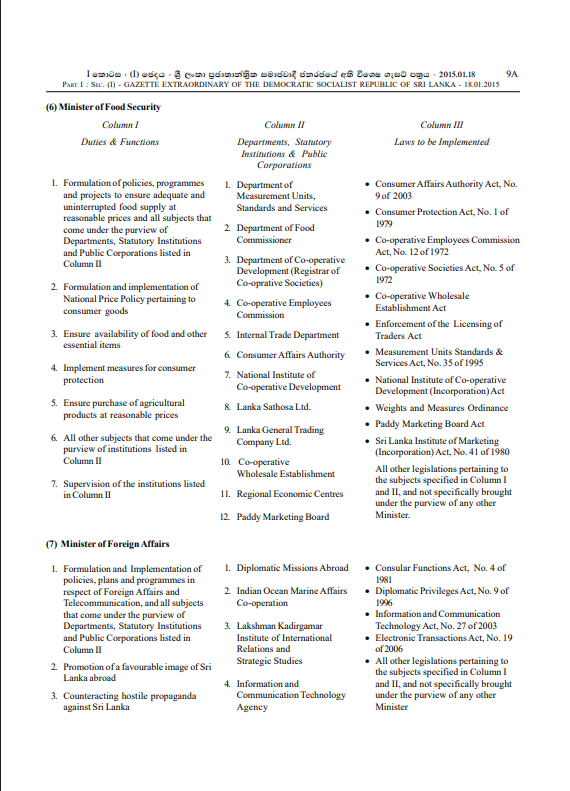 I කොටස : (I) ඡෙදය - ශ්‍රී ලංකා ප්‍රජාතාන්ත්‍රික සමාජවාදී ජනරජයේ අති විශෙෂ ගැසට් පත්‍රය - 2015.01.18 9A
PART I : SEC. (I) - GAZETTE EXTRAORDINARY OF THE DEMOCRATIC SOCIALIST REPUBLIC OF SRI LANKA - 18.01.2015
(6) Minister of Food Security
Column I
Duties & Functions
1. Formulation of policies, programmes
and projects to ensure adequate and
uninterrupted food supply at
reasonable prices and all subjects that
come under the purview of
Departments, Statutory Institutions
and Public Corporations listed in
Column II
2. Formulation and implementation of
National Price Policy pertaining to
consumer goods
3. Ensure availability of food and other
essential items
4. Implement measures for consumer
protection
5. Ensure purchase of agricultural
products at reasonable prices
6. All other subjects that come under the
purview of institutions listed in
Column II
7. Supervision of the institutions listed
in Column II
Column II
Departments, Statutory
Institutions & Public
Corporations
1. Department of
Measurement Units,
Standards and Services
2. Department of Food
Commissioner
3. Department of Co-operative
Development (Registrar of
Co-oprative Societies)
4. Co-operative Employees
Commission
5. Internal Trade Department
6. Consumer Affairs Authority
7. National Institute of
Co-operative Development
8. Lanka Sathosa Ltd.
9. Lanka General Trading
Company Ltd.
10. Co-operative
Wholesale Establishment
11. Regional Economic Centres
12. Paddy Marketing Board
Column III
Laws to be Implemented
• Consumer Affairs Authority Act, No.
9 of 2003
• Consumer Protection Act, No. 1 of
1979
• Co-operative Employees Commission
Act, No. 12 of 1972
• Co-operative Societies Act, No. 5 of
1972
• Co-operative Wholesale
Establishment Act
• Enforcement of the Licensing of
Traders Act
• Measurement Units Standards &
Services Act, No. 35 of 1995
• National Institute of Co-operative
Development (Incorporation) Act
• Weights and Measures Ordinance
• Paddy Marketing Board Act
• Sri Lanka Institute of Marketing
(Incorporation) Act, No. 41 of 1980
All other legislations pertaining to
the subjects specified in Column I
and II, and not specifically brought
under the purview of any other
Minister.
(7) Minister of Foreign Affairs
1. Formulation and Implementation of
policies, plans and programmes in
respect of Foreign Affairs and
Telecommunication, and all subjects
that come under the purview of
Departments, Statutory Institutions
and Public Corporations listed in
Column II
2. Promotion of a favourable image of Sri
Lanka abroad
3. Counteracting hostile propaganda
against Sri Lanka
1. Diplomatic Missions Abroad
2. Indian Ocean Marine Affairs
Co-operation
3. Lakshman Kadirgamar
Institute of International
Relations and
Strategic Studies
4. Information and
Communication Technology
Agency
• Consular Functions Act, No. 4 of
1981
• Diplomatic Privileges Act, No. 9 of
1996
• Information and Communication
Technology Act, No. 27 of 2003
• Electronic Transactions Act, No. 19
of 2006
• All other legislations pertaining to
the subjects specified in Column I
and II, and not specifically brought
under the purview of any other
Minister